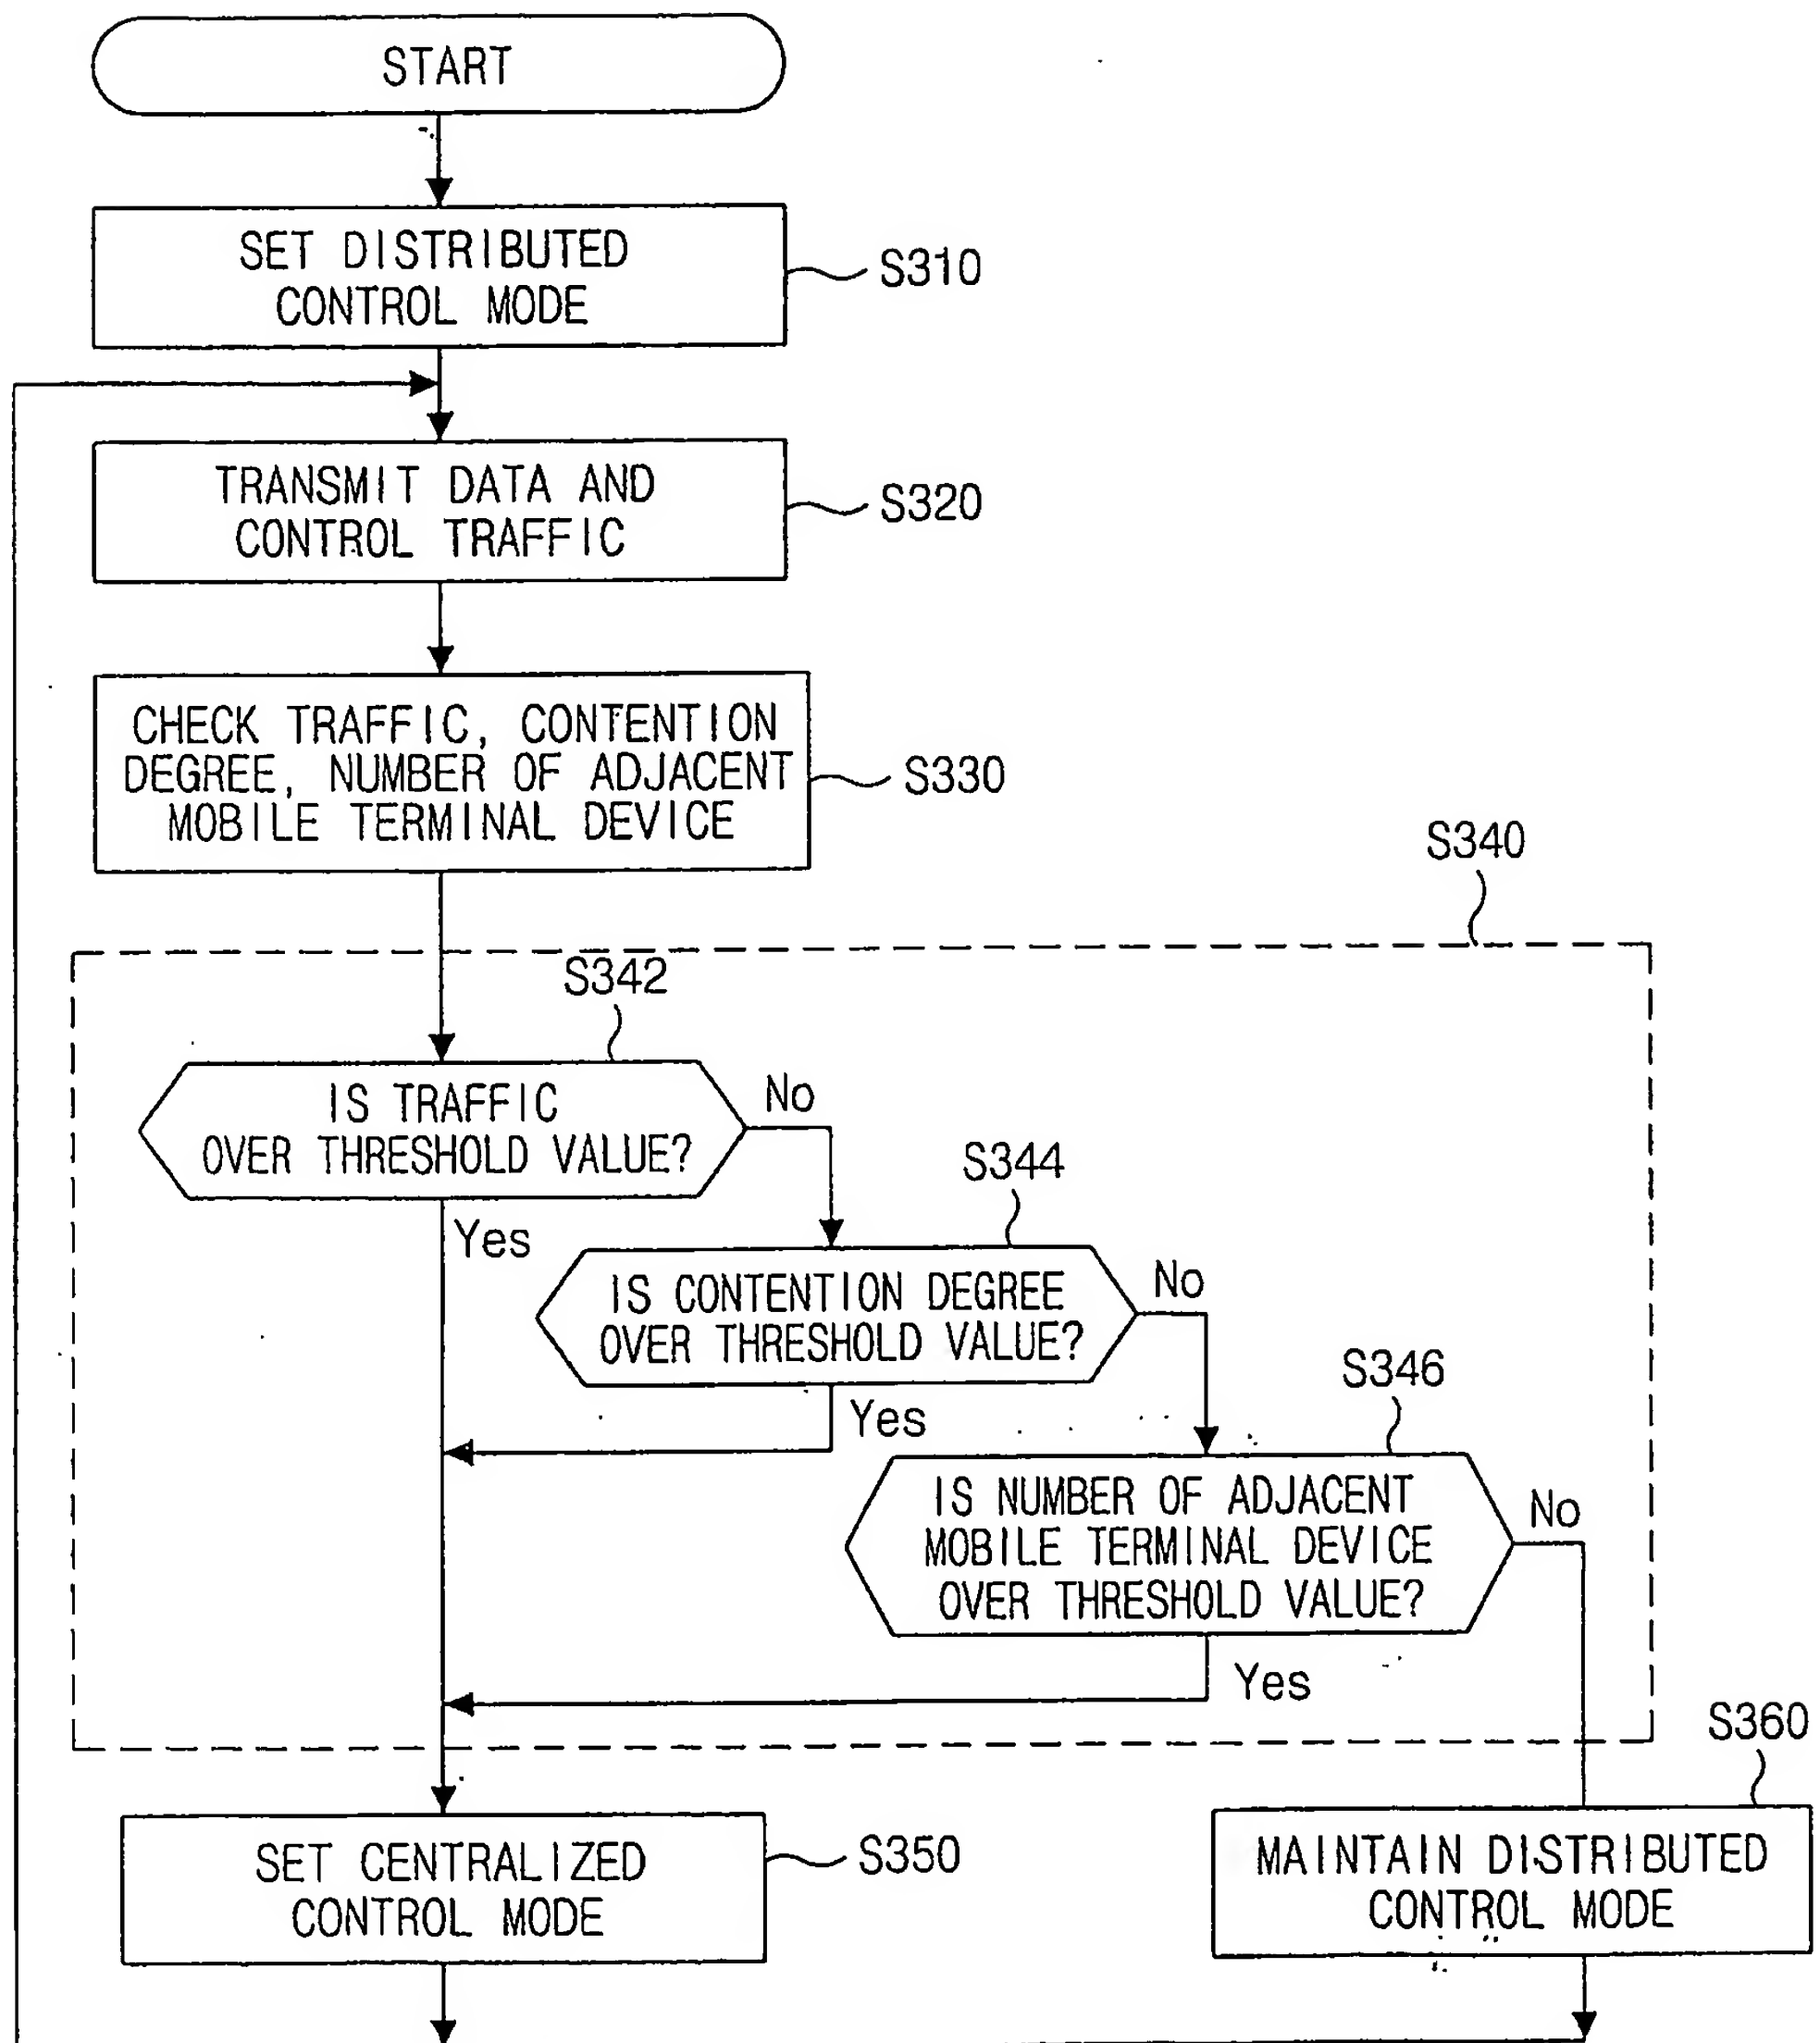 START
SET DISTRIBUTED
CONTROL MODE
S310
TRANSMIT DATA AND
CONTROL TRAFFIC
S320
CHECK TRAFFIC, CONTENTION
DEGREE, NUMBER OF ADJACENT
MOBILE TERMINAL DEVICE
S330
S340
S342
IS TRAFFIC
OVER THRESHOLD VALUE?
No
Yes
S344
IS CONTENTION DEGREE
OVER THRESHOLD VALUE?
No
Yes
S346
IS NUMBER OF ADJACENT
MOBILE TERMINAL DEVICE
OVER THRESHOLD VALUE?
No
Yes
S360
SET CENTRALIZED
CONTROL MODE
S350
MAINTAIN DISTRIBUTED
CONTROL MODE